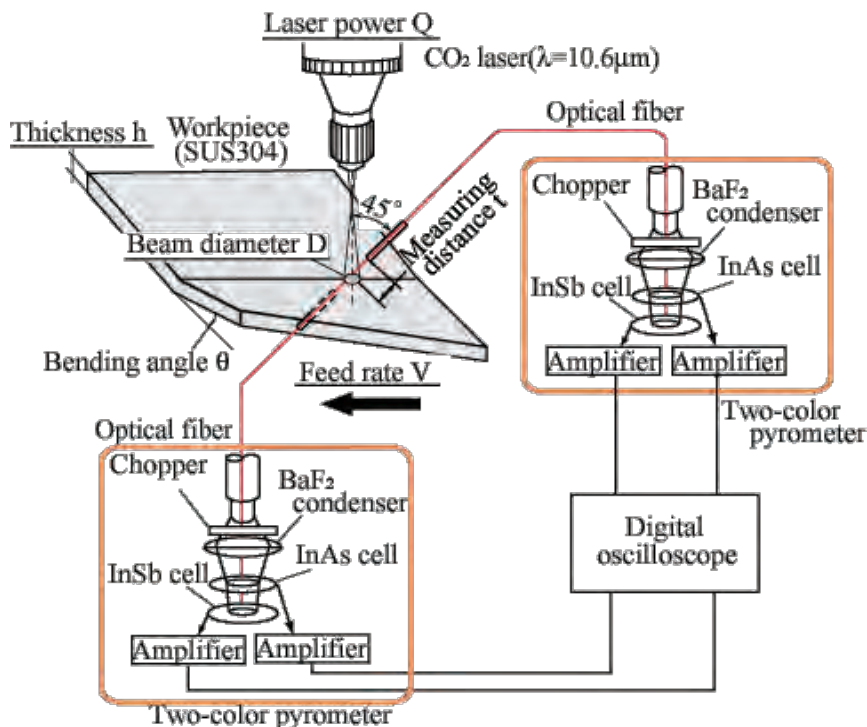 Laser power Q
CO₂ laser(λ=10.6μm)
Optical fiber
Thickness h
Workpiece
(SUS304)
45°
Measuring
distance t
Chopper
BaF₂
condenser
Beam diameter D
InSb cell
InAs cell
Amplifier
Amplifier
Bending angle θ
Feed rate V
Two-color
pyrometer
Optical fiber
Chopper
BaF₂
condenser
InAs cell
InSb cell
Digital
oscilloscope
Amplifier
Amplifier
Two-color pyrometer